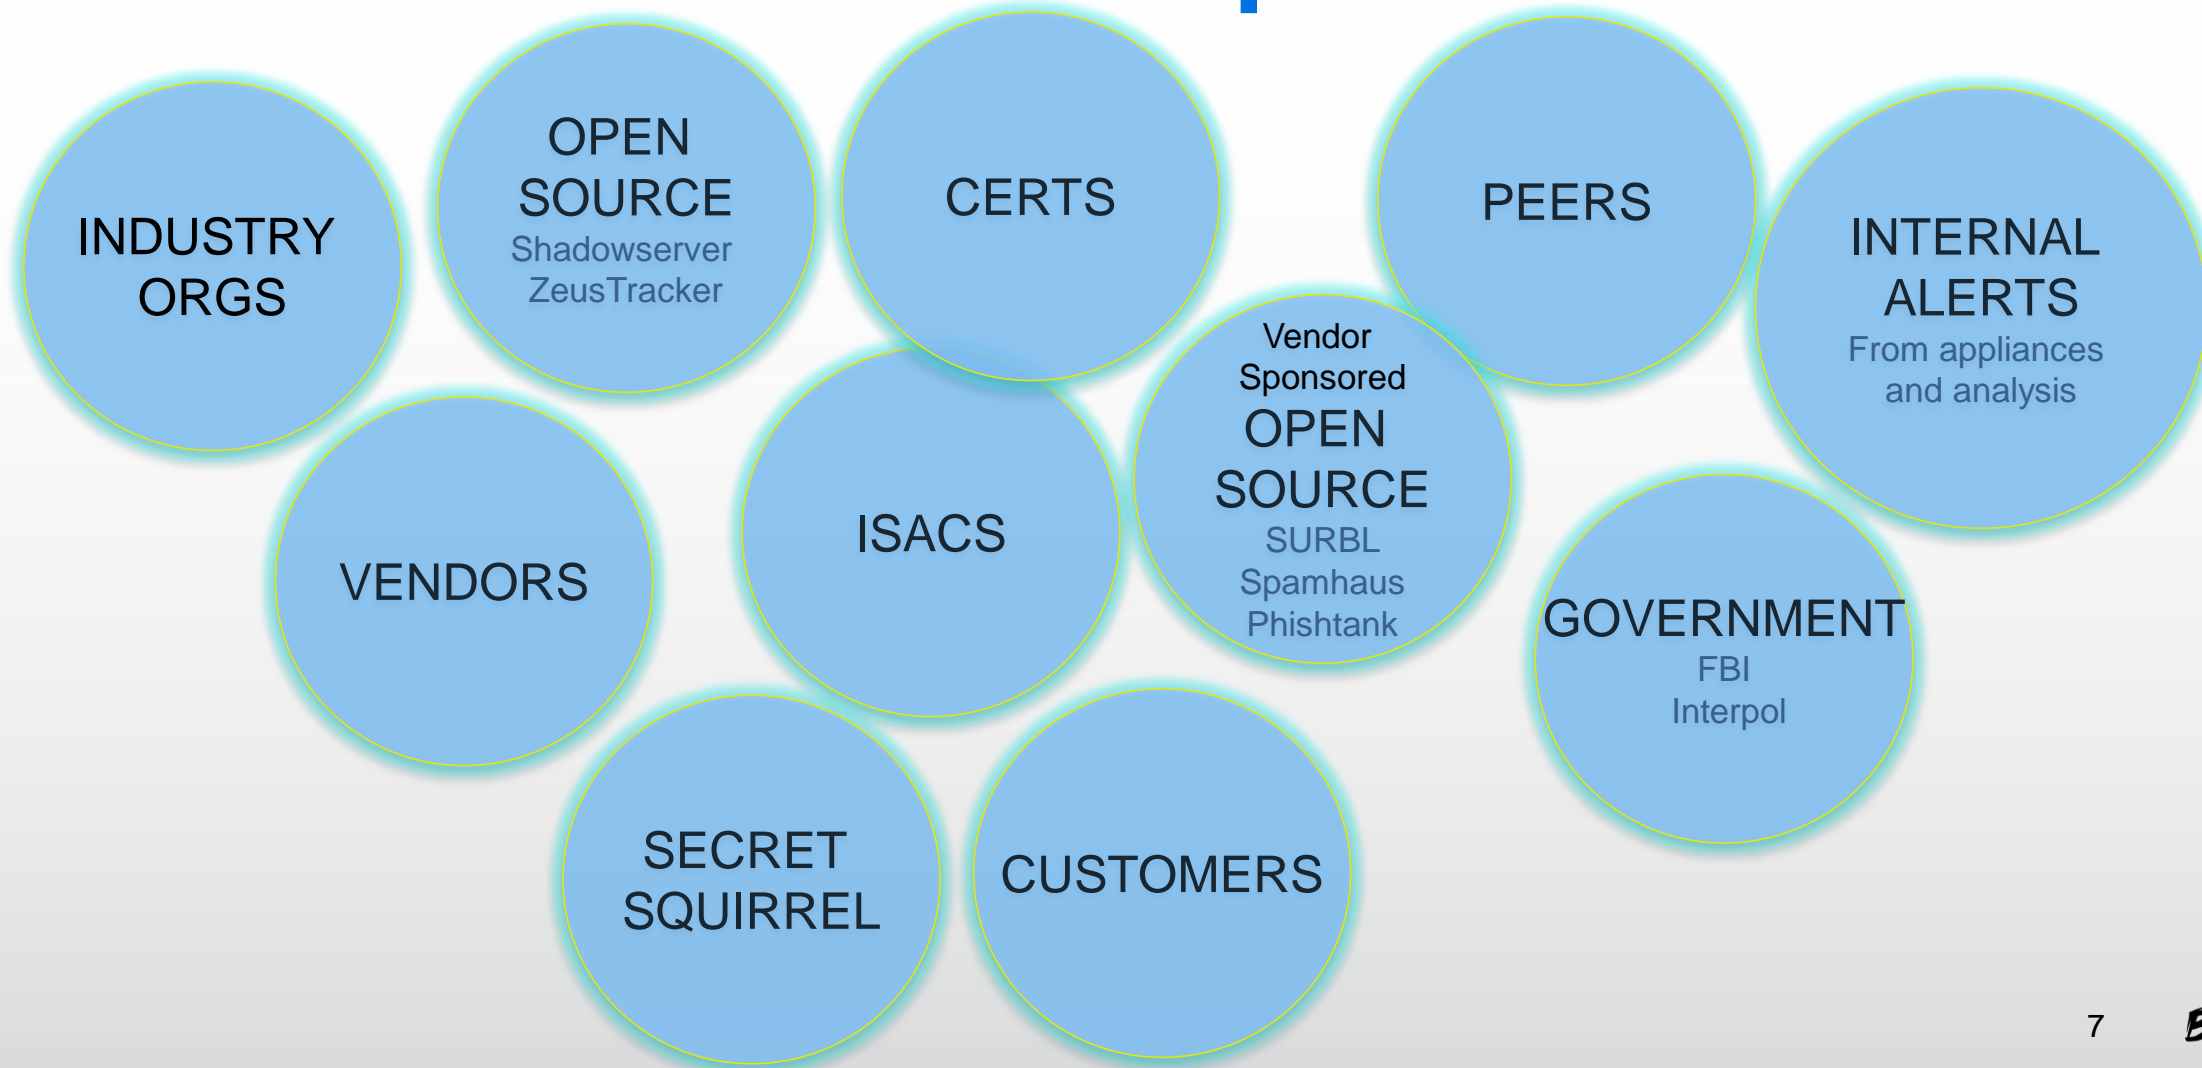 INDUSTRY
ORGS
OPEN
SOURCE
Shadowserver
ZeusTracker
CERTS
PEERS
INTERNAL
ALERTS
From appliances
and analysis
VENDORS
ISACS
Vendor
Sponsored
OPEN
SOURCE
SURBL
Spamhaus
Phishtank
GOVERNMENT
FBI
Interpol
SECRET
SQUIRREL
CUSTOMERS
7